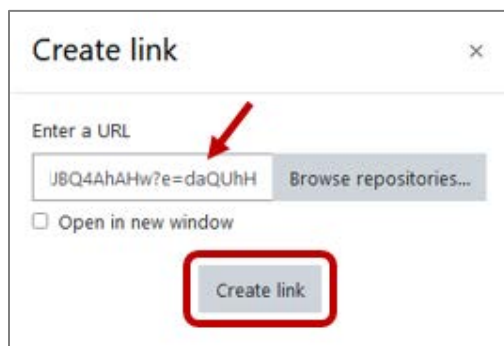 Create link ×
Enter a URL
J8Q4AhAHw?e=daQUhH Browse repositories...
Open in new window
Create link